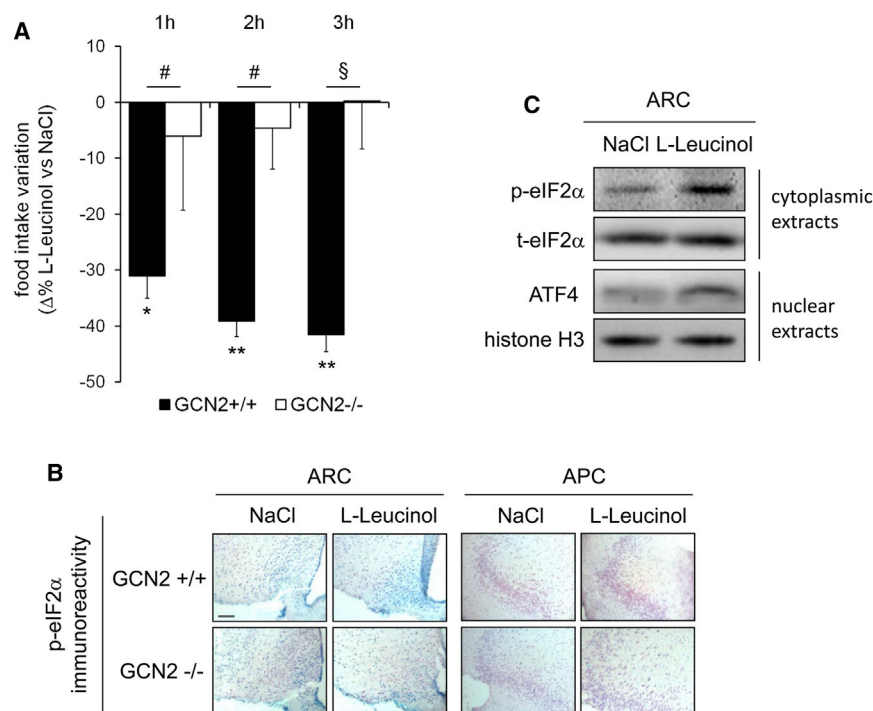 A
1h 2h 3h
# # §
10
0
-10
-20
-30
-40
-50
food intake variation
(Δ% L-Leucinol vs NaCl)
* ** **
GCN2+/+ GCN2-/-
C
ARC
NaCl L-Leucinol
p-eIF2α
t-eIF2α
cytoplasmic
extracts
ATF4
histone H3
nuclear
extracts
B
ARC APC
NaCl L-Leucinol NaCl L-Leucinol
p-eIF2α
immunoreactivity
GCN2 +/+
GCN2 -/-